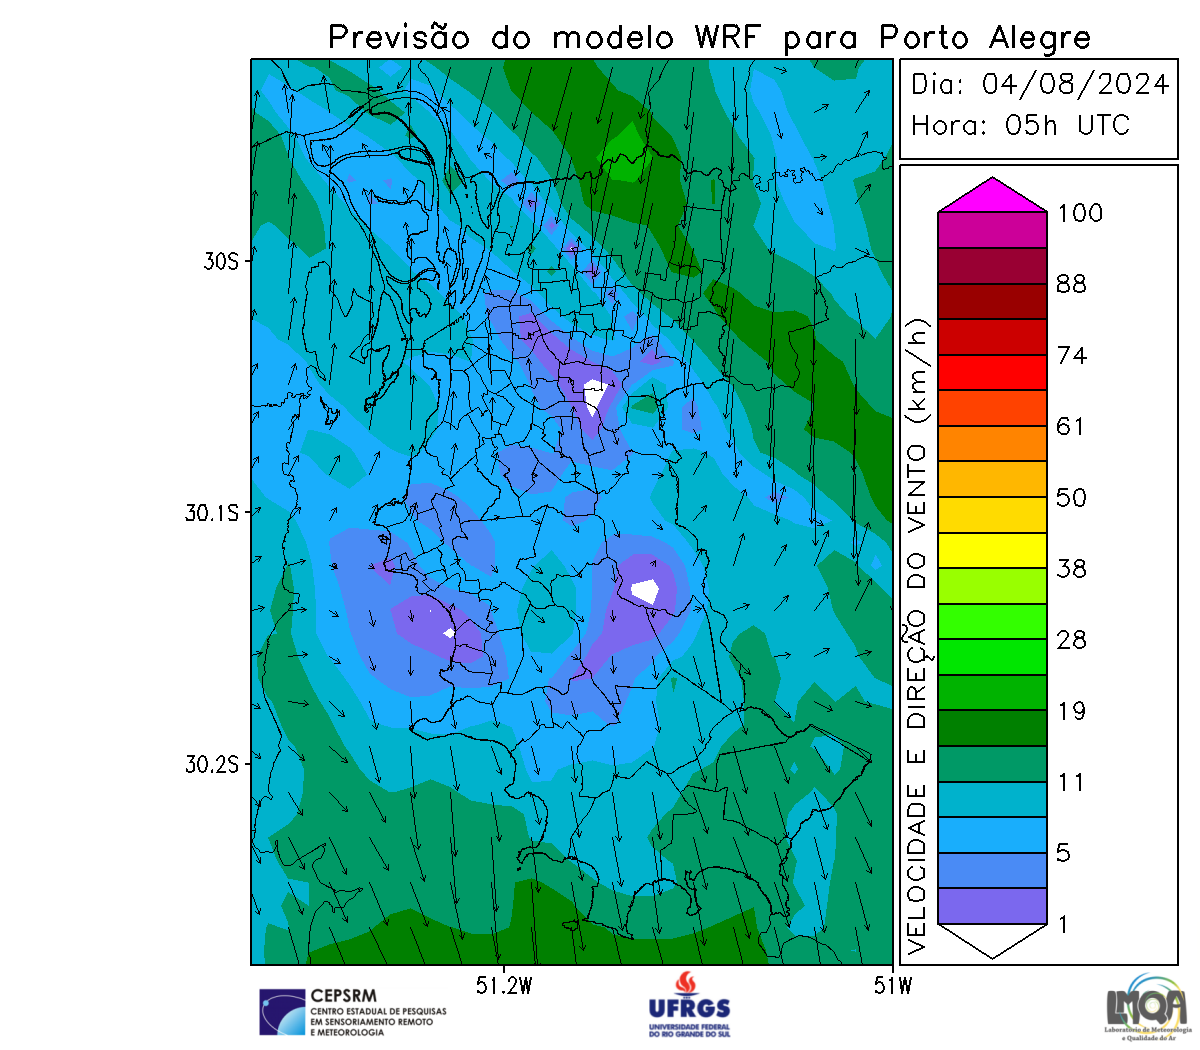 Previsão do modelo WRF para Porto Alegre
Dia: 04/08/2024
Hora: 05h UTC
100
88
74
61
50
38
28
19
11
5
1
VELOCIDADE E DIREÇÃO DO VENTO (km/h)
30S
30.1S
30.2S
51.2W
51W
CEPSRM
CENTRO ESTADUAL DE PESQUISAS
EM SENSORIAMENTO REMOTO
E METEOROLOGIA
UFRGS
UNIVERSIDADE FEDERAL
DO RIO GRANDE DO SUL
LMQA
Laboratório de Meteorologia
e Qualidade do Ar